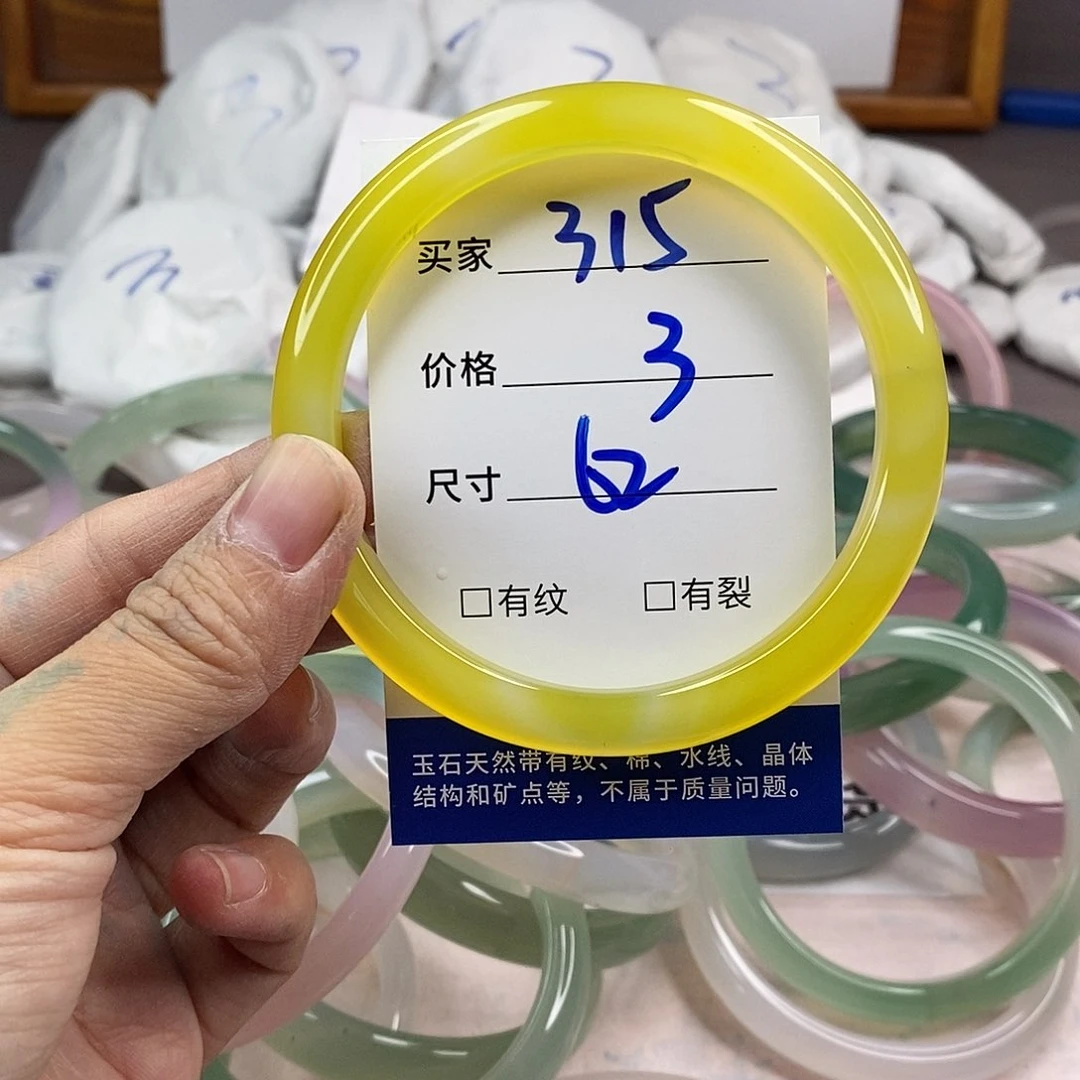 买家 315
价格 3
尺寸 62
□有纹 □有裂
玉石天然带有纹、棉、水线、晶体
结构和矿点等，不属于质量问题。